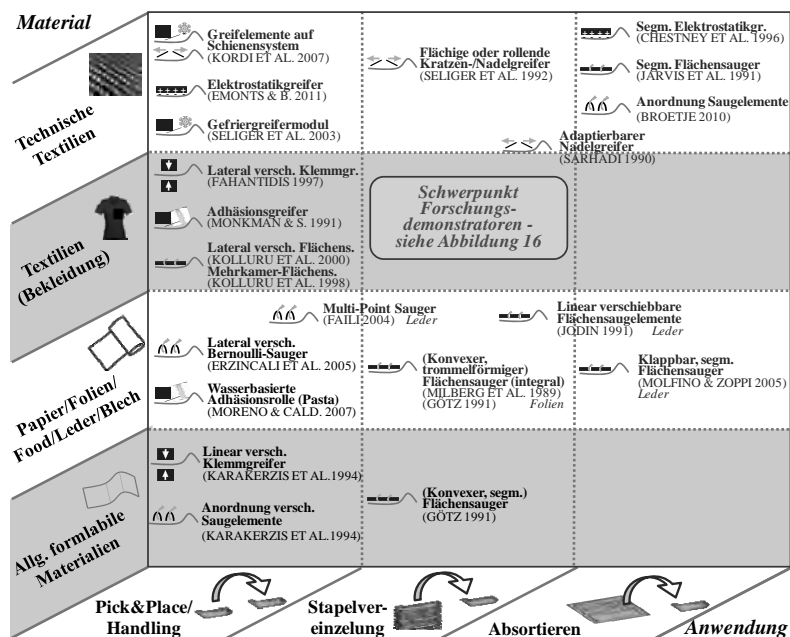 Material
Technische
Textilien
Greifelemente auf
Schienensystem
(KORDI ET AL. 2007)
Elektrostatikgreifer
(EMONTS & B. 2011)
Gefriergreifermodul
(SELIGER ET AL. 2003)
Flächige oder rollende
Kratzen-/Nadelgreifer
(SELIGER ET AL. 1992)
Segm. Elektrostatikgr.
(CHESTNEY ET AL. 1996)
Segm. Flächensauger
(JARVIS ET AL. 1991)
Anordnung Saugelemente
(BROETJE 2010)
Adaptierbarer
Nadelgreifer
(SARHADI 1990)
Textilien
(Bekleidung)
Lateral versch. Klemmgr.
(FAHANTIDIS 1997)
Adhäsionsgreifer
(MONKMAN & S. 1991)
Lateral versch. Flächens.
(KOLLURU ET AL. 2000)
Mehrkamer-Flächens.
(KOLLURU ET AL. 1998)
Schwerpunkt
Forschungs-
demonstratoren -
siehe Abbildung 16
Papier/Folien/
Food/Leder/Blech
Multi-Point Sauger
(FAILI 2004) Leder
Linear verschiebbare
Flächensaugelemente
(JODIN 1991) Leder
Lateral versch.
Bernoulli-Sauger
(ERZINCALI ET AL. 2005)
Wasserbasierte
Adhäsionsrolle (Pasta)
(MORENO & CALD. 2007)
(Konvexer,
trommelförmiger)
Flächensauger (integral)
(MILBERG ET AL. 1989)
(GÖTZ 1991) Folien
Klappbar, segm.
Flächensauger
(MOLFINO & ZOPPI 2005)
Leder
Allg. formlabile
Materialien
Linear versch.
Klemmgreifer
(KARAKERZIS ET AL.1994)
Anordnung versch.
Saugelemente
(KARAKERZIS ET AL.1994)
(Konvexer, segm.)
Flächensauger
(GÖTZ 1991)
Pick&Place/
Handling
Stapelver-
einzelung
Absortieren
Anwendung